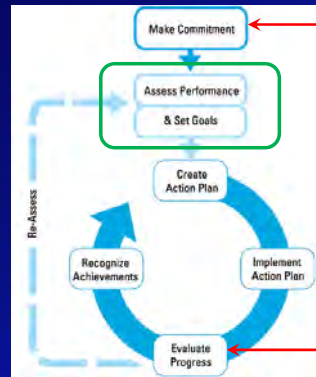 Make Commitment
Assess Performance
& Set Goals
Create
Action Plan
Re-Assess
Recognize
Achievements
Implement
Action Plan
Evaluate
Progress